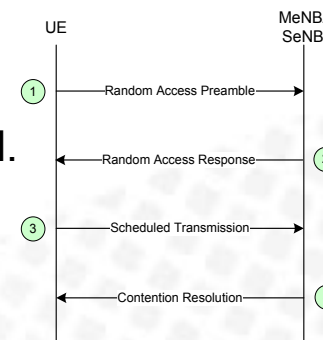 UE
MeNB
SeNB
1
Random Access Preamble
Random Access Response
3
Scheduled Transmission
Contention Resolution